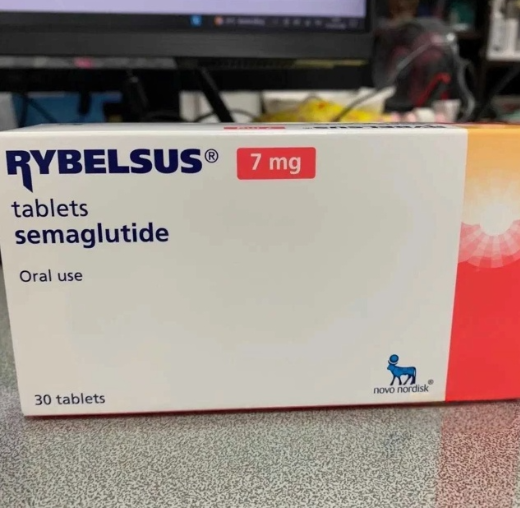 RYBELSUS® 7 mg
tablets
semaglutide
Oral use
30 tablets
novo nordisk®